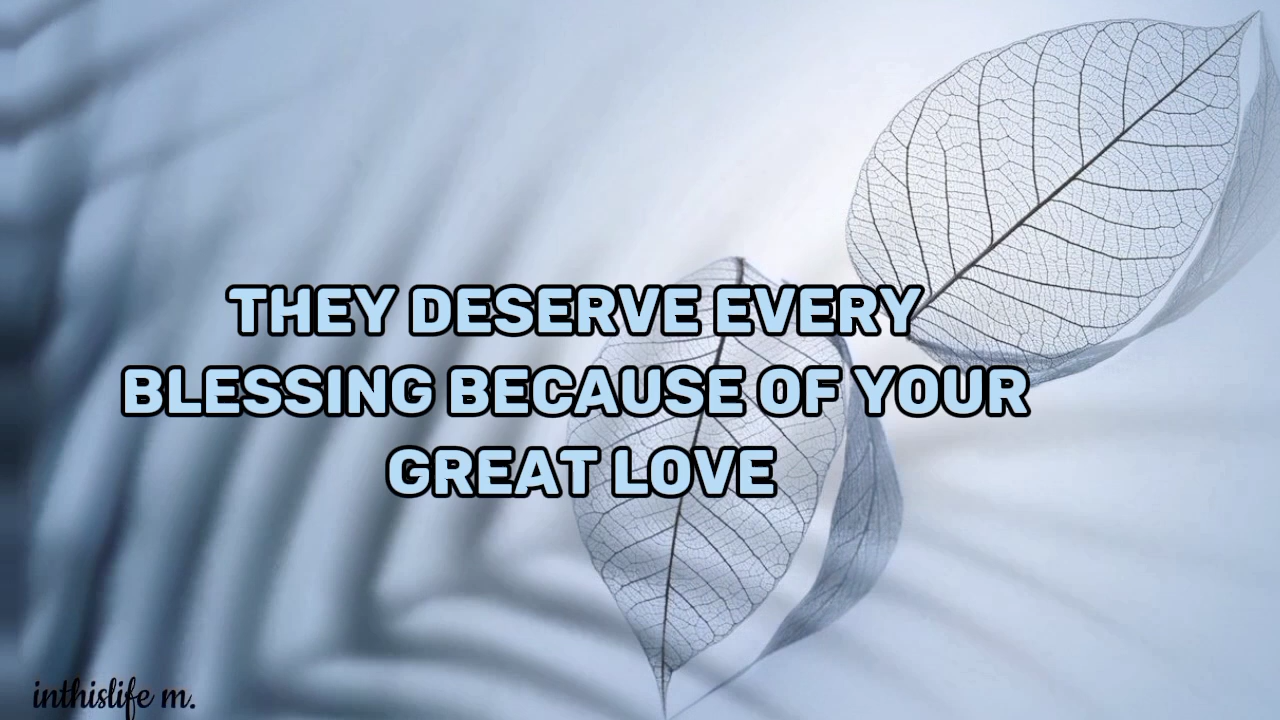 THEY DESERVE EVERY
BLESSING BECAUSE OF YOUR
GREAT LOVE
inthislife m.